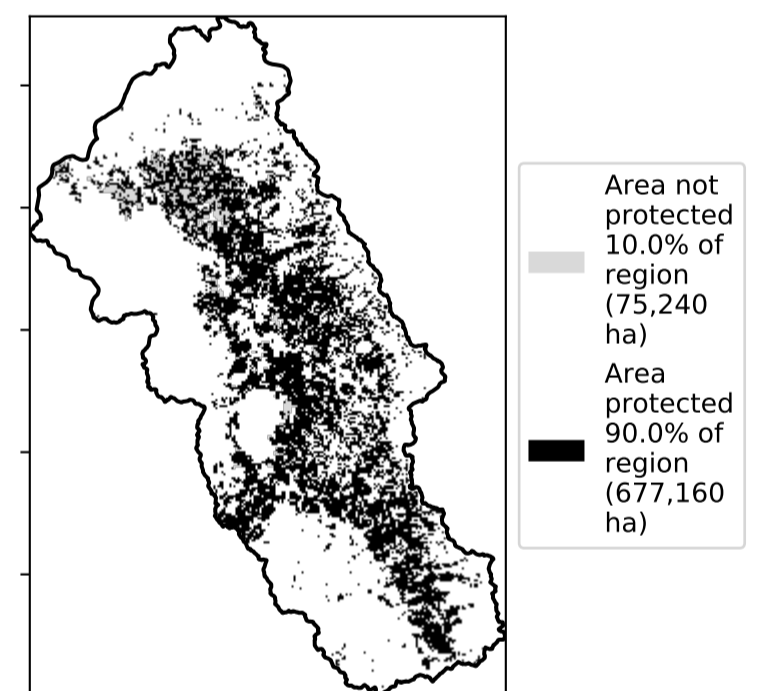 Area not
protected
10.0% of
region
(75,240
ha)
Area
protected
90.0% of
region
(677,160
ha)